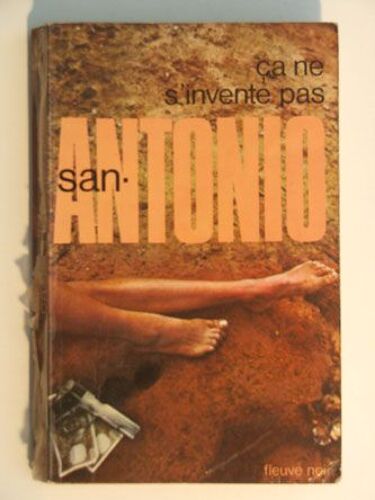 ça ne
s'invente pas
san-
ANTONIO
fleuve noir